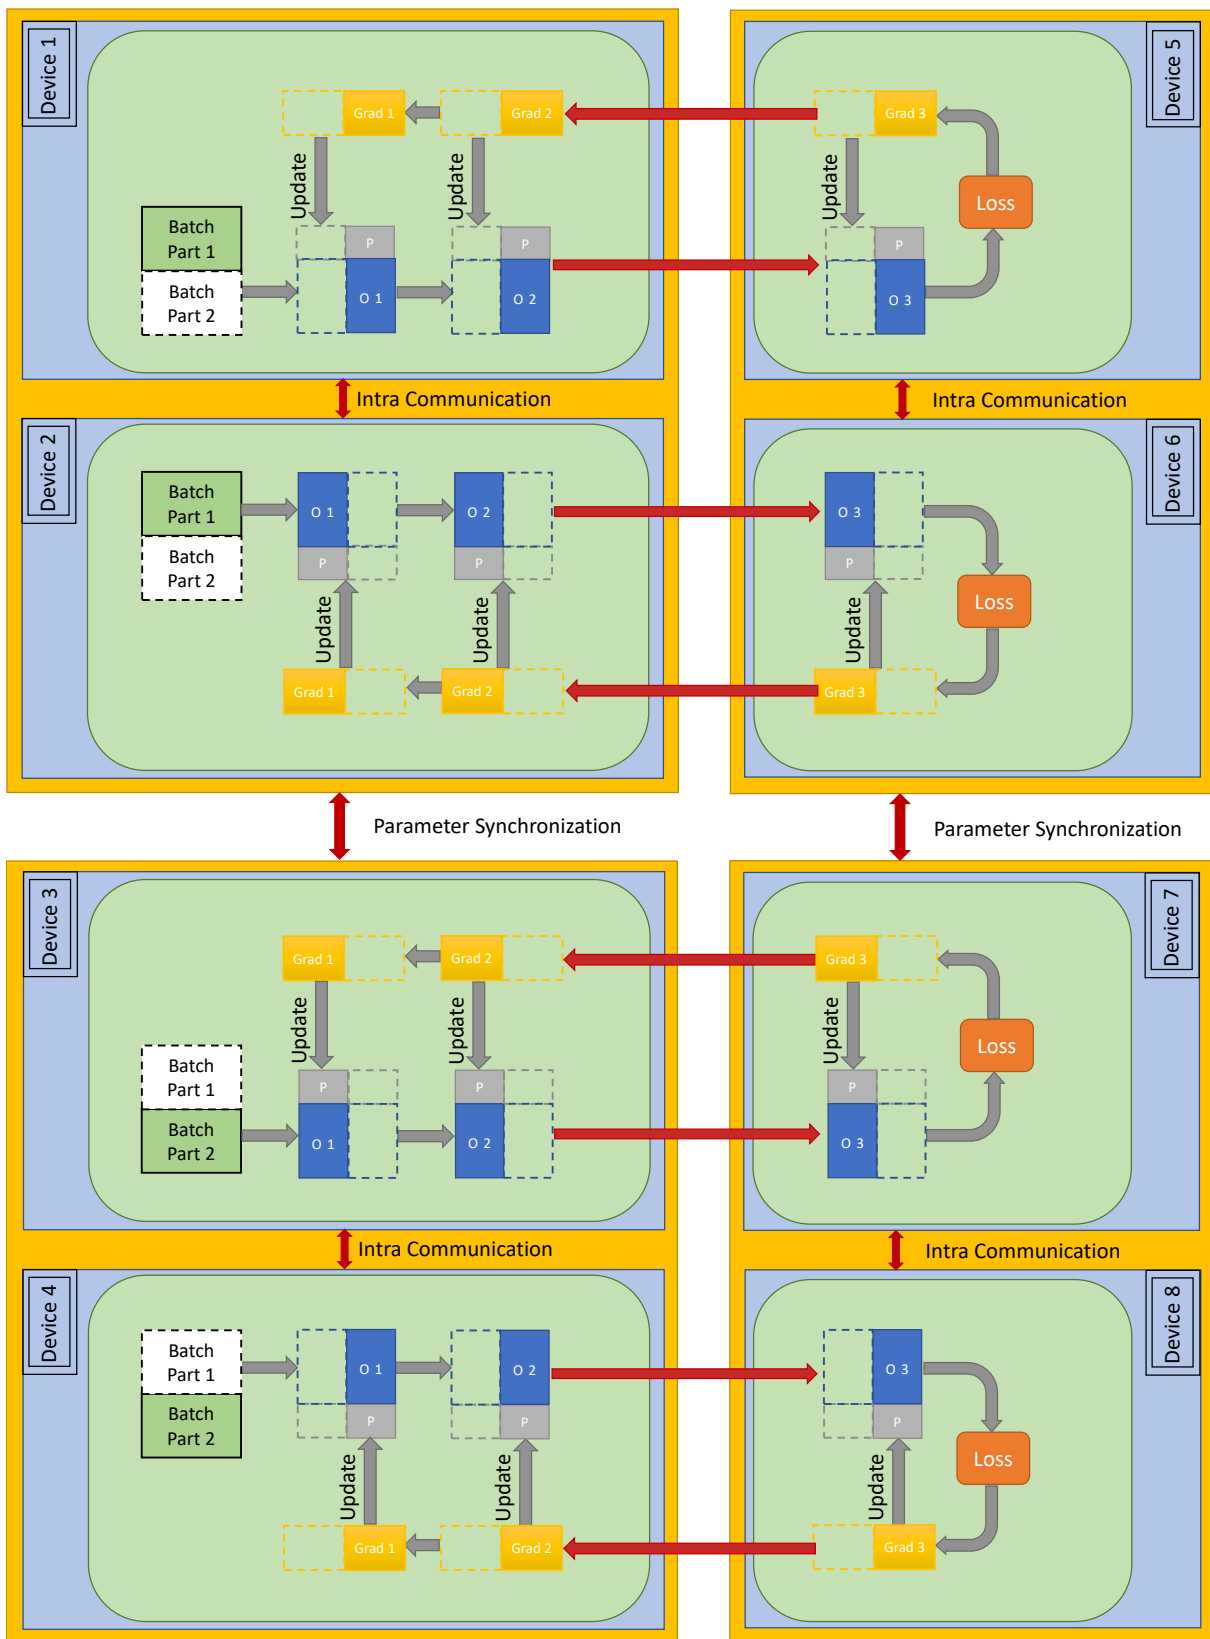 Device 1
Grad 1
Grad 2
Update
Update
Batch
Part 1
Batch
Part 2
P
P
O 1
O 2
Device 5
Grad 3
Update
Loss
P
O 3
Intra Communication
Intra Communication
Device 2
Batch
Part 1
Batch
Part 2
O 1
O 2
P
P
Update
Update
Grad 1
Grad 2
Device 6
O 3
P
Loss
Update
Grad 3
Parameter Synchronization
Parameter Synchronization
Device 3
Grad 1
Grad 2
Update
Update
Batch
Part 1
Batch
Part 2
P
P
O 1
O 2
Device 7
Grad 3
Update
Loss
P
O 3
Intra Communication
Intra Communication
Device 4
Batch
Part 1
Batch
Part 2
O 1
O 2
P
P
Update
Update
Grad 1
Grad 2
Device 8
O 3
P
Loss
Update
Grad 3